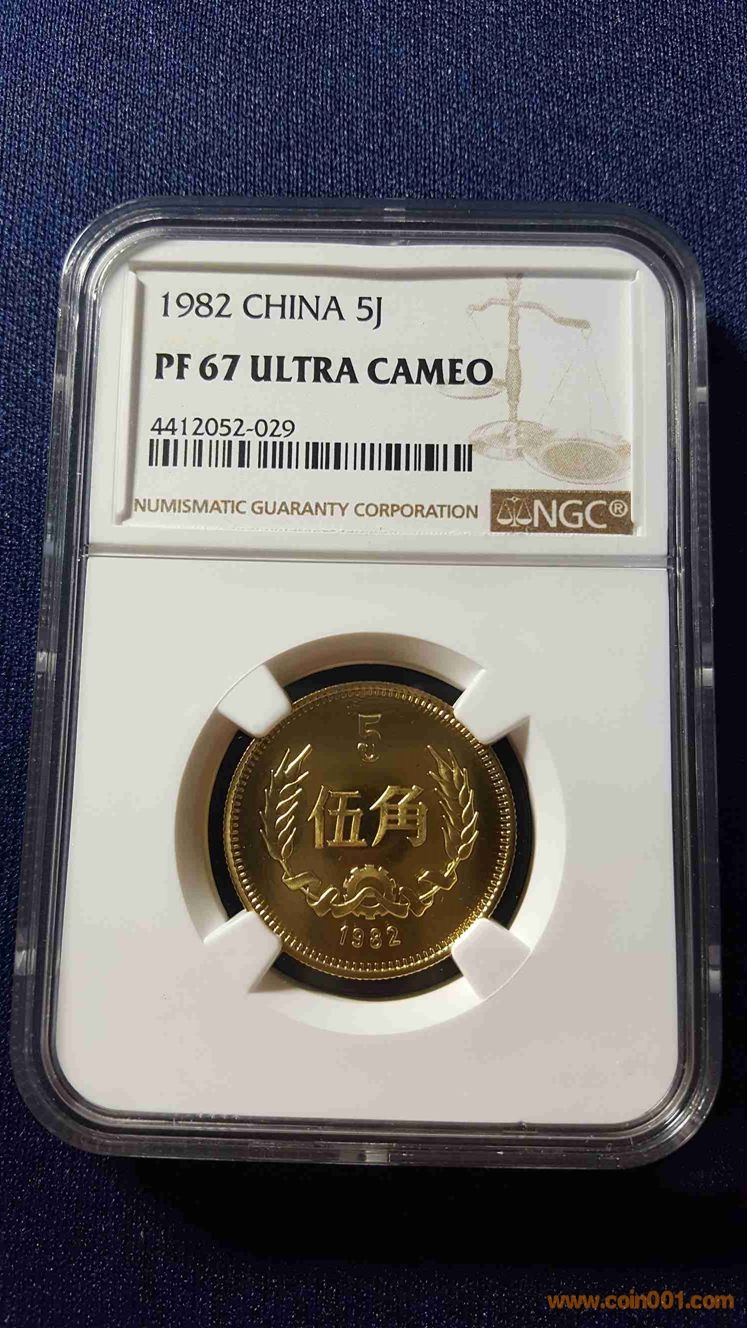 1982 CHINA 5J
PF 67 ULTRA CAMEO
4412052-029
NUMISMATIC GUARANTY CORPORATION NGC®
5
伍角
1982
www.coin001.com